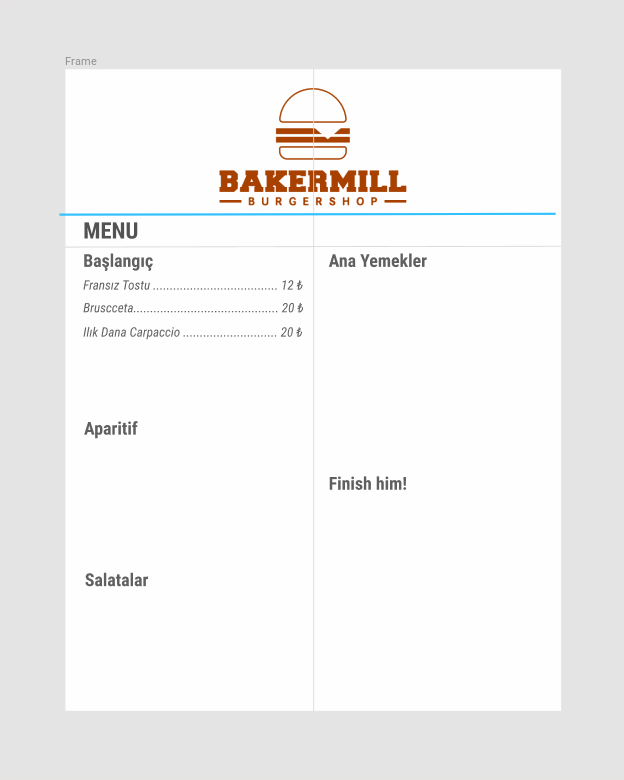 Frame
BAKERMILL
BURGERSHOP
MENU
Başlangıç
Fransız Tostu .................................... 12 ₺
Bruscceta.......................................... 20 ₺
Ilık Dana Carpaccio ........................... 20 ₺
Aparitif
Salatalar
Ana Yemekler
Finish him!